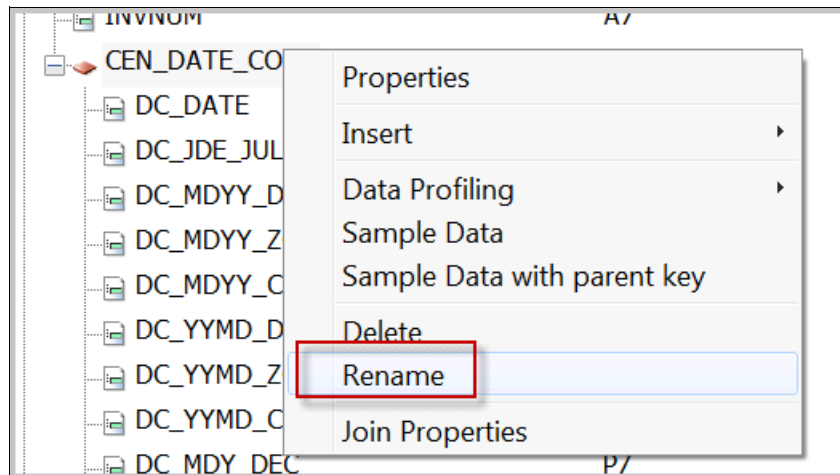 INVNUM A7
CEN_DATE_CO
Properties
DC_DATE
Insert
DC_JDE_JUL
Data Profiling
DC_MDYY_D
Sample Data
DC_MDYY_Z
Sample Data with parent key
DC_MDYY_C
DC_YYMD_D
Delete
DC_YYMD_Z
Rename
DC_YYMD_C
Join Properties
DC_MDY_DEC P7